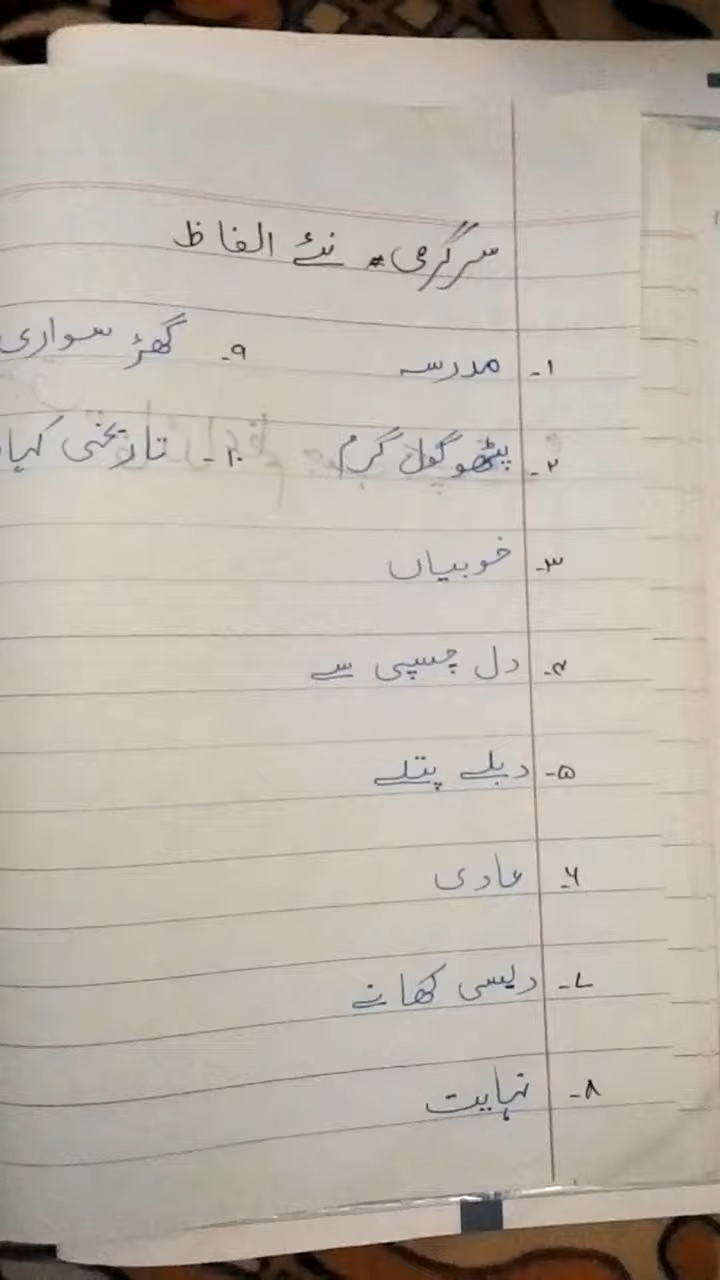 سرگرمی۔ نئے الفاظ
۱۔ مدرسہ ۹۔ گھڑ سواری
۲۔ پٹھو گول گرم ۱۰۔ تاریخی کہا
۳۔ خوبیاں
۴۔ دل چسپی سے
۵۔ دبلے پتلے
۶۔ عادی
۷۔ دیسی کھانے
۸۔ نہایت